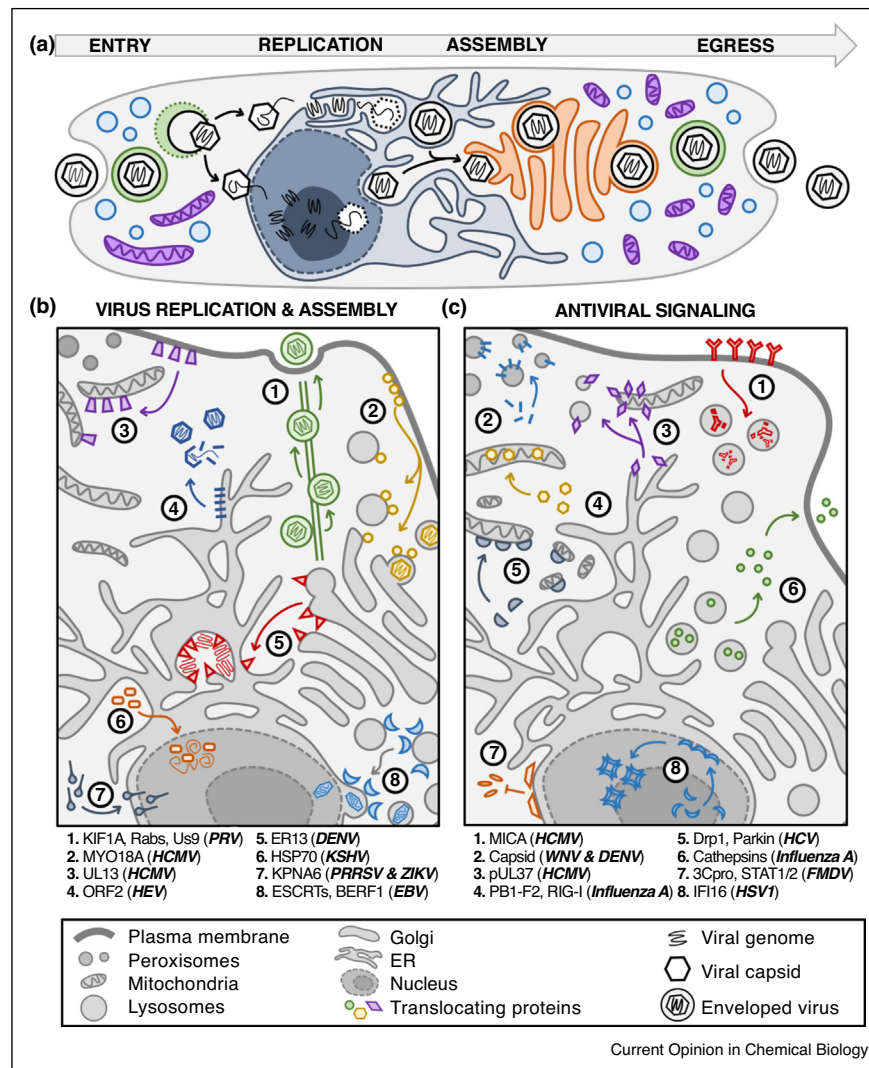 (a)
ENTRY REPLICATION ASSEMBLY EGRESS
(b) VIRUS REPLICATION & ASSEMBLY
1
2
3
4
5
6
7
8
1. KIF1A, Rabs, Us9 (PRV) 5. ER13 (DENV)
2. MYO18A (HCMV) 6. HSP70 (KSHV)
3. UL13 (HCMV) 7. KPNA6 (PRRSV & ZIKV)
4. ORF2 (HEV) 8. ESCRTs, BERF1 (EBV)
(c) ANTIVIRAL SIGNALING
1
2
3
4
5
6
7
8
1. MICA (HCMV) 5. Drp1, Parkin (HCV)
2. Capsid (WNV & DENV) 6. Cathepsins (Influenza A)
3. pUL37 (HCMV) 7. 3Cpro, STAT1/2 (FMDV)
4. PB1-F2, RIG-I (Influenza A) 8. IFI16 (HSV1)
Plasma membrane Golgi Viral genome
Peroxisomes ER Viral capsid
Mitochondria Nucleus Enveloped virus
Lysosomes Translocating proteins
Current Opinion in Chemical Biology